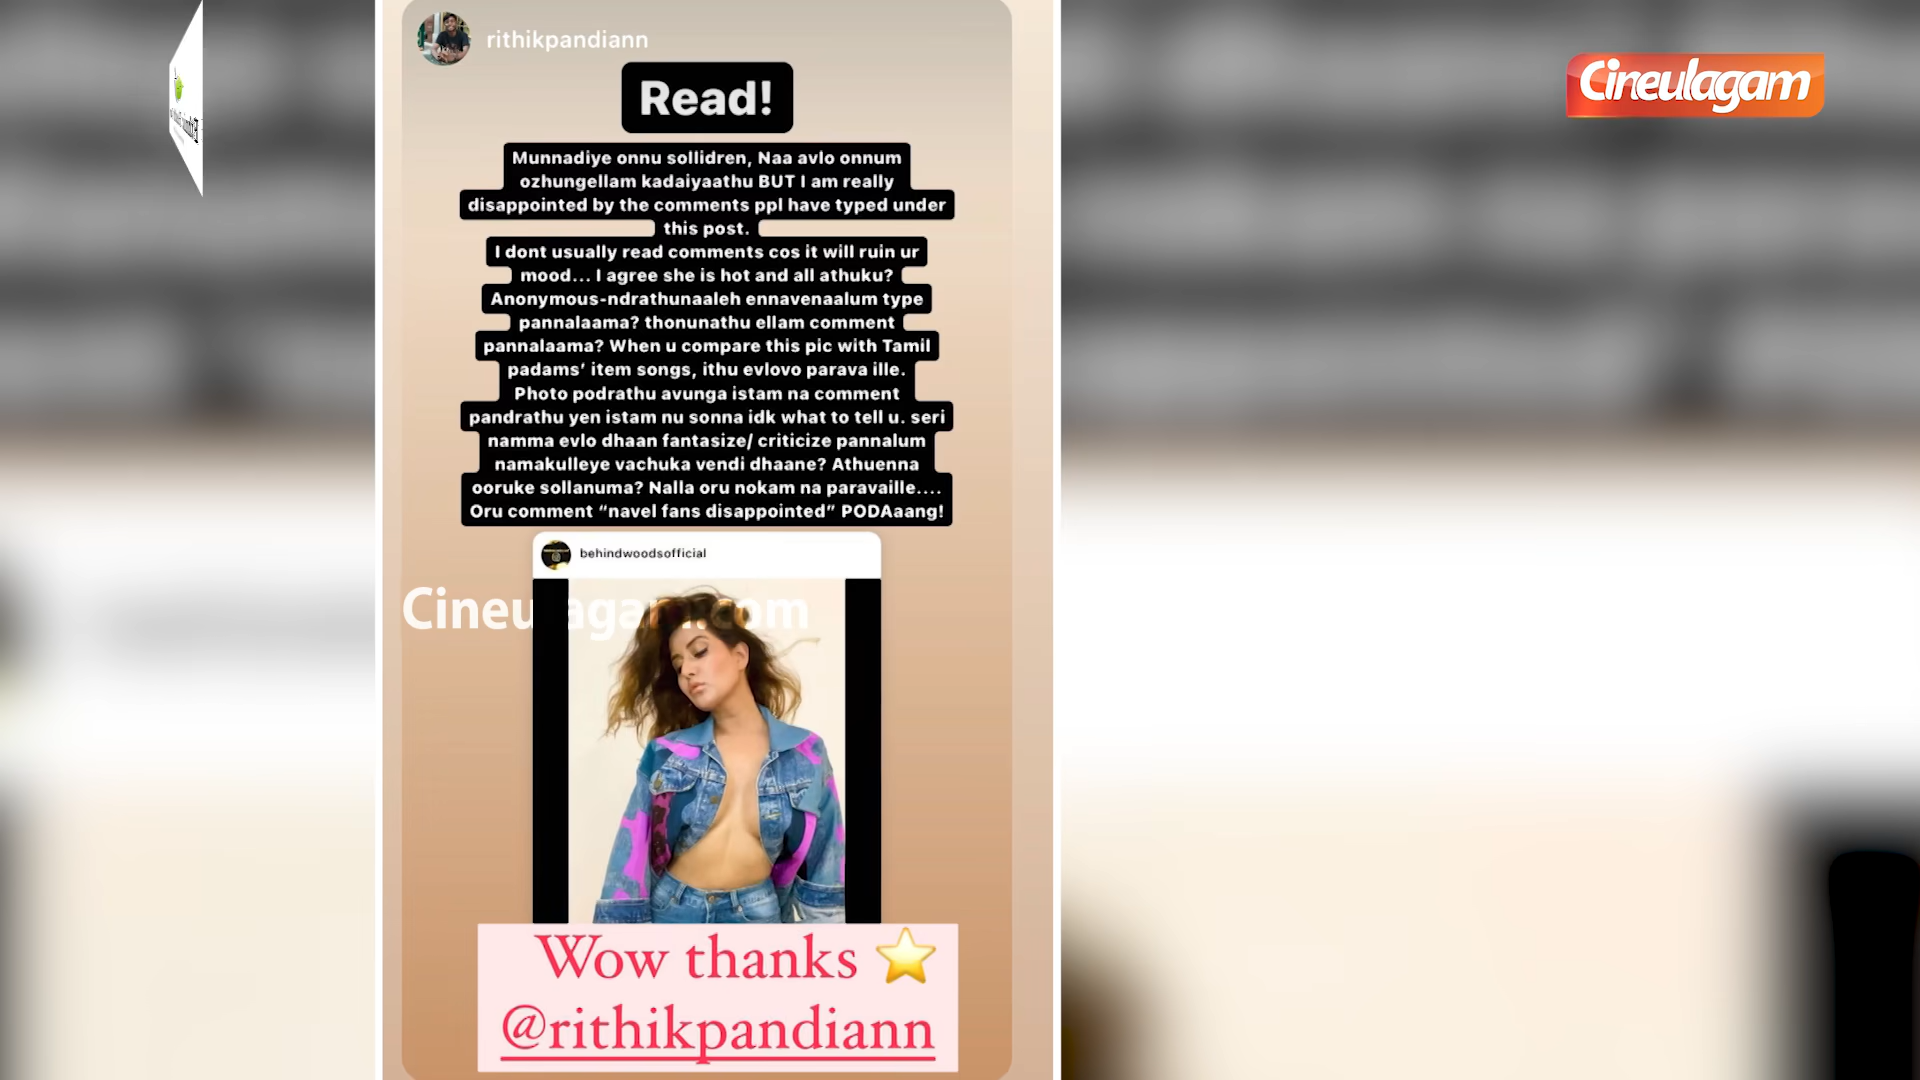 rithikpandiann
Cineulagam
Read!
Munnadiye onnu sollidren, Naa avlo onnum
ozhungellam kadaiyaathu BUT I am really
disappointed by the comments ppl have typed under
this post.
I dont usually read comments cos it will ruin ur
mood... I agree she is hot and all athuku?
Anonymous-ndrathunaaleh ennavenaalum type
pannalaama? thonunathu ellam comment
pannalaama? When u compare this pic with Tamil
padams’ item songs, ithu evlovo parava ille.
Photo podrathu avunga istam na comment
pandrathu yen istam nu sonna idk what to tell u. seri
namma evlo dhaan fantasize/ criticize pannalum
namakulleye vachuka vendi dhaane? Athuenna
ooruke sollanuma? Nalla oru nokam na paravaille....
Oru comment “navel fans disappointed” PODAaang!
behindwoodsofficial
Cineulagam.com
Wow thanks ⭐
@rithikpandiann